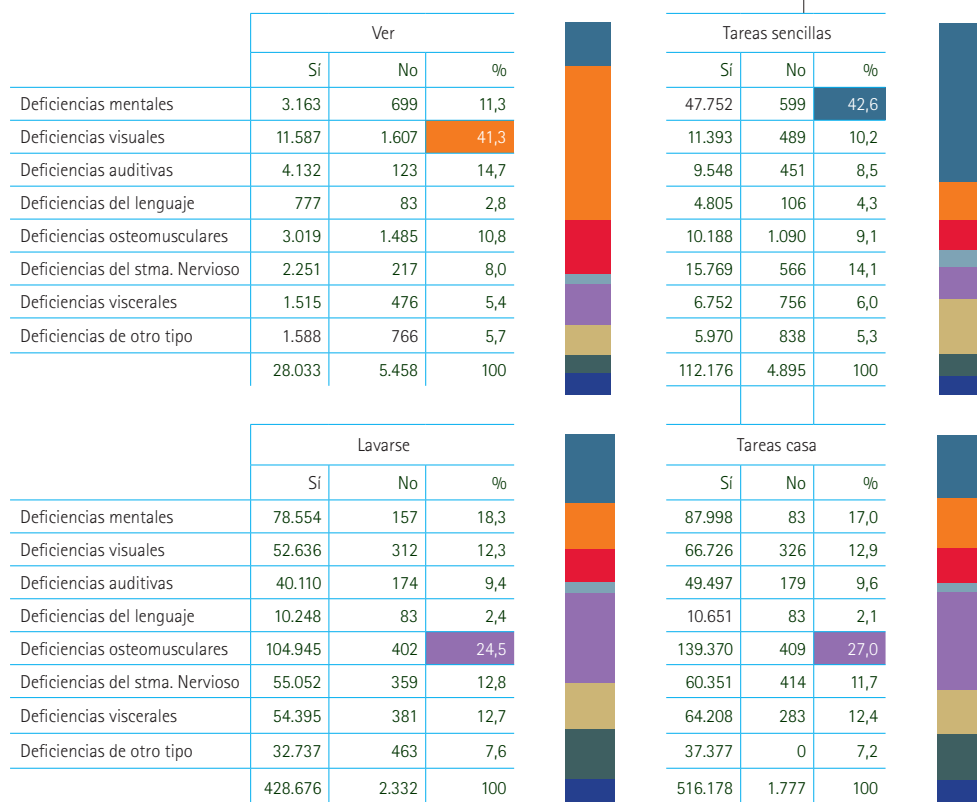 Ver Tareas sencillas
Sí No % Sí No %
Deficiencias mentales 3.163 699 11,3 47.752 599 42,6
Deficiencias visuales 11.587 1.607 41,3 11.393 489 10,2
Deficiencias auditivas 4.132 123 14,7 9.548 451 8,5
Deficiencias del lenguaje 777 83 2,8 4.805 106 4,3
Deficiencias osteomusculares 3.019 1.485 10,8 10.188 1.090 9,1
Deficiencias del stma. Nervioso 2.251 217 8,0 15.769 566 14,1
Deficiencias viscerales 1.515 476 5,4 6.752 756 6,0
Deficiencias de otro tipo 1.588 766 5,7 5.970 838 5,3
28.033 5.458 100 112.176 4.895 100
Lavarse Tareas casa
Sí No % Sí No %
Deficiencias mentales 78.554 157 18,3 87.998 83 17,0
Deficiencias visuales 52.636 312 12,3 66.726 326 12,9
Deficiencias auditivas 40.110 174 9,4 49.497 179 9,6
Deficiencias del lenguaje 10.248 83 2,4 10.651 83 2,1
Deficiencias osteomusculares 104.945 402 24,5 139.370 409 27,0
Deficiencias del stma. Nervioso 55.052 359 12,8 60.351 414 11,7
Deficiencias viscerales 54.395 381 12,7 64.208 283 12,4
Deficiencias de otro tipo 32.737 463 7,6 37.377 0 7,2
428.676 2.332 100 516.178 1.777 100